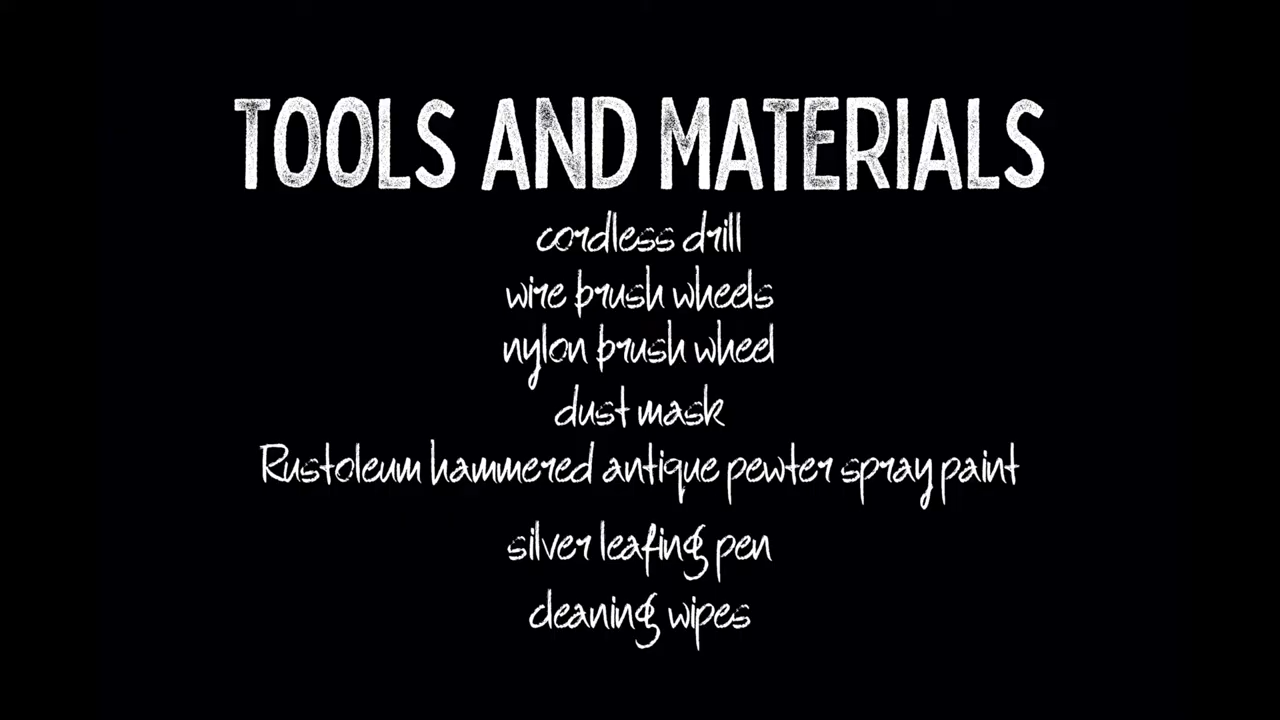 TOOLS AND MATERIALS
cordless drill
wire brush wheels
nylon brush wheel
dust mask
Rustoleum hammered antique pewter spray paint
silver leafing pen
cleaning wipes